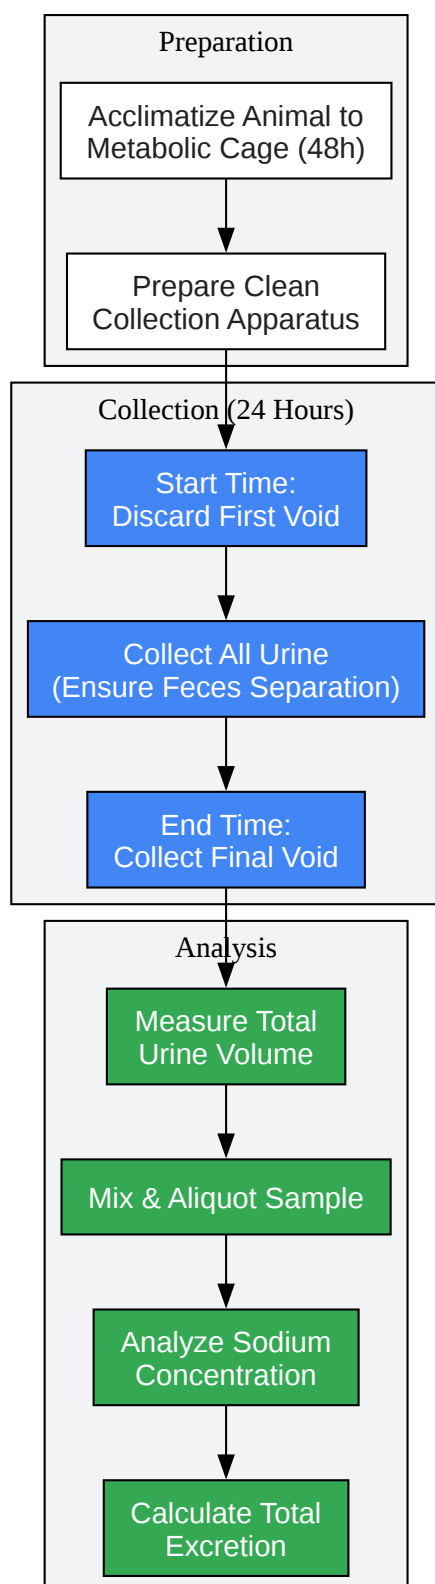 Preparation
Acclimatize Animal to
Metabolic Cage (48h)
Prepare Clean
Collection Apparatus
Collection (24 Hours)
Start Time:
Discard First Void
Collect All Urine
(Ensure Feces Separation)
End Time:
Collect Final Void
Analysis
Measure Total
Urine Volume
Mix & Aliquot Sample
Analyze Sodium
Concentration
Calculate Total
Excretion